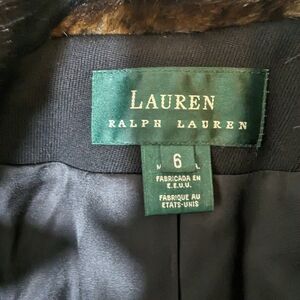 LAUREN
RALPH LAUREN
6
FABRICADA EN
E.E.U.U.
FABRIQUE AU
ETATS-UNIS